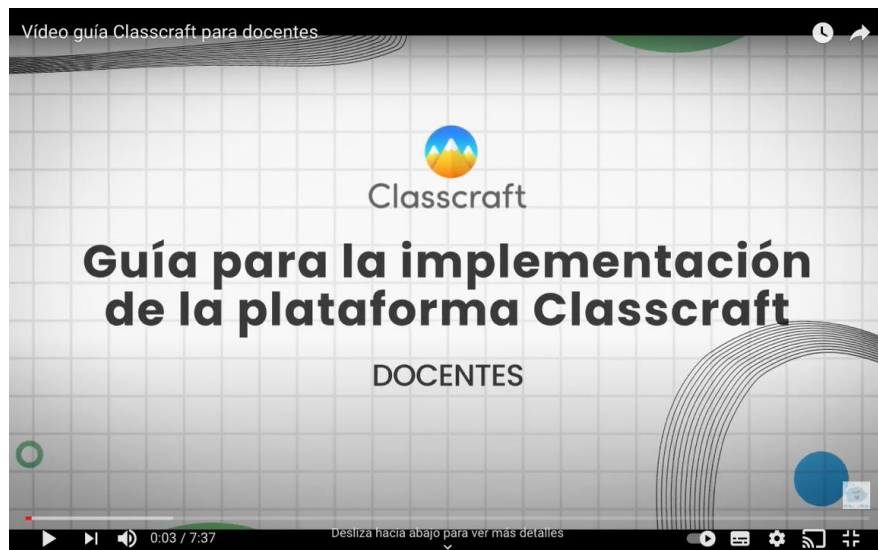 Vídeo guía Classcraft para docentes
Classcraft
Guía para la implementación
de la plataforma Classcraft
DOCENTES
0:03 / 7:37
Desliza hacia abajo para ver más detalles